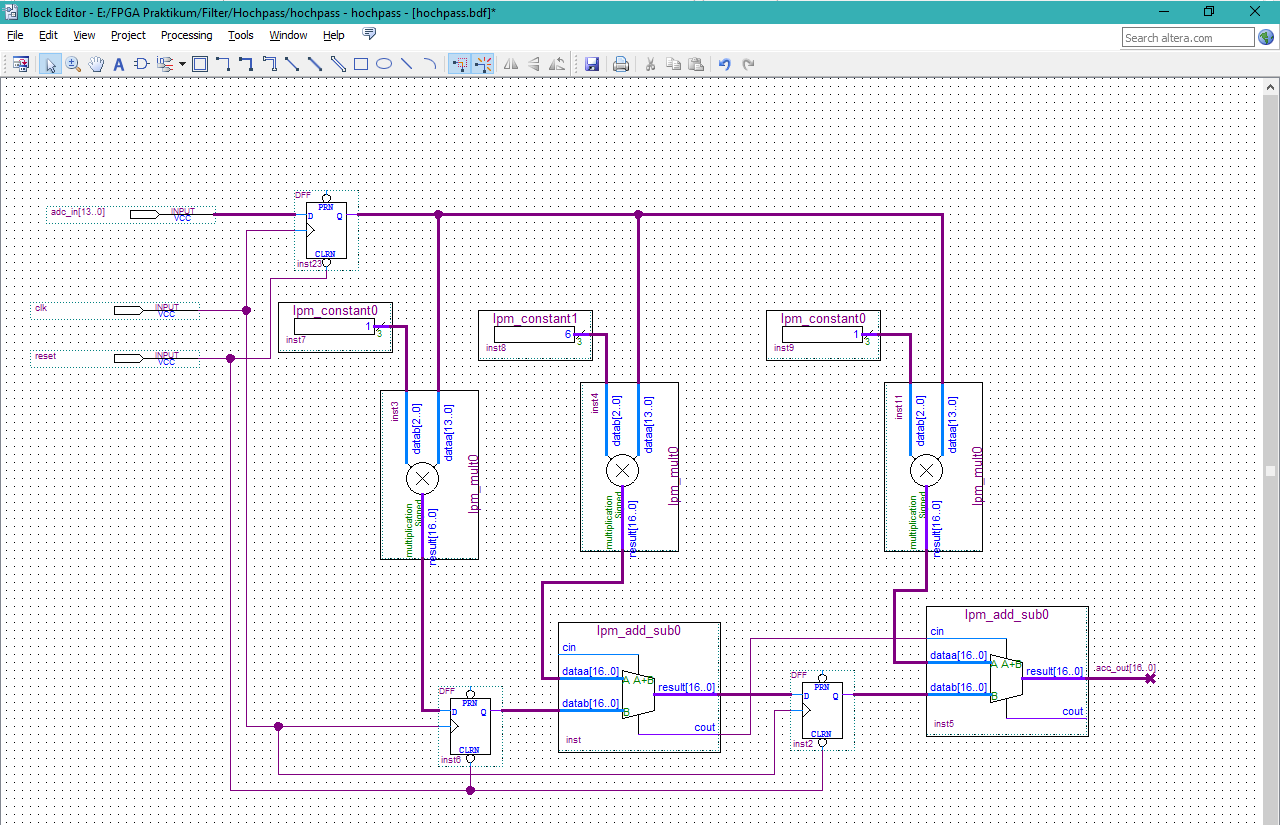 Block Editor - E:/FPGA Praktikum/Filter/Hochpass/hochpass - hochpass - [hochpass.bdf]*
File Edit View Project Processing Tools Window Help
Search altera.com
DFF
adc_in[13..0] INPUT VCC
PRN
D Q
CLRN
inst23
clk INPUT VCC
reset INPUT VCC
lpm_constant0
1
3
inst7
lpm_constant1
6
3
inst8
lpm_constant0
1
3
inst9
inst3
datab[2..0]
dataa[13..0]
lpm_mult0
Signed
multiplication
result[16..0]
inst4
datab[2..0]
dataa[13..0]
lpm_mult0
Signed
multiplication
result[16..0]
inst11
datab[2..0]
dataa[13..0]
lpm_mult0
Signed
multiplication
result[16..0]
DFF
PRN
D Q
CLRN
inst6
lpm_add_sub0
cin
dataa[16..0] A A+B
result[16..0]
datab[16..0] B
cout
inst
DFF
PRN
D Q
CLRN
inst2
lpm_add_sub0
cin
dataa[16..0] A A+B
result[16..0]
datab[16..0] B
cout
inst5
acc_out[16..0]